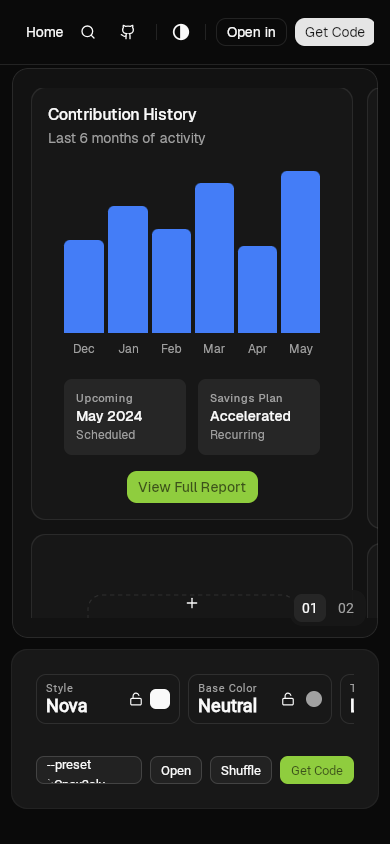 Home
Open in
Get Code
Contribution History
Last 6 months of activity
Dec Jan Feb Mar Apr May
Upcoming
May 2024
Scheduled
Savings Plan
Accelerated
Recurring
View Full Report
01 02
Style
Nova
Base Color
Neutral
--preset
Open
Shuffle
Get Code